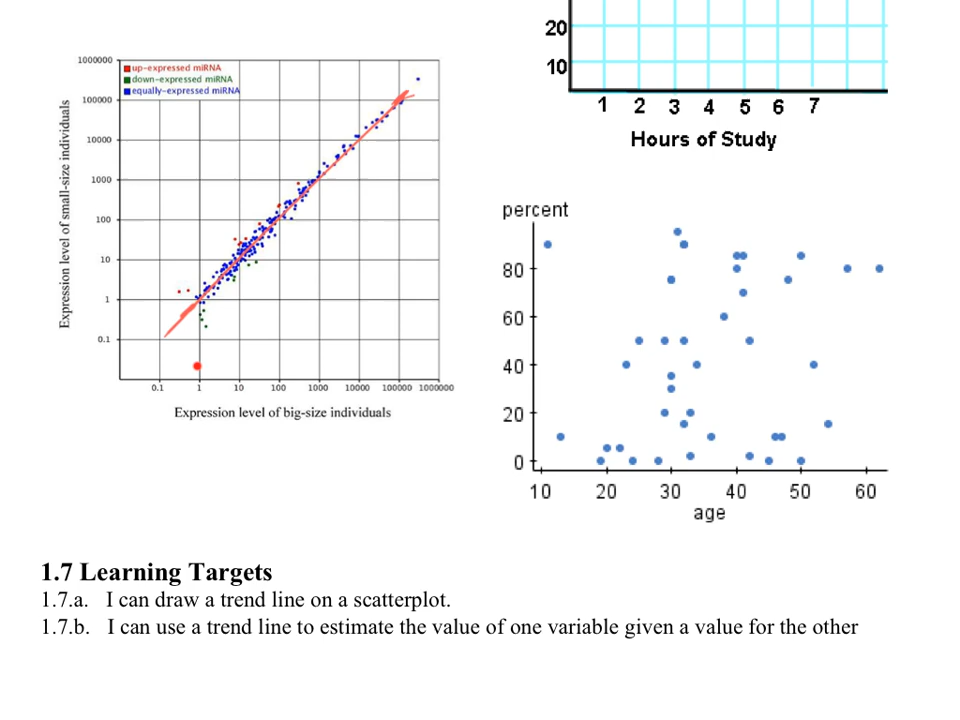 20
10
1 2 3 4 5 6 7
Hours of Study
1000000
100000
10000
1000
100
10
1
0.1
up-expressed miRNA
down-expressed miRNA
equally-expressed miRNA
Expression level of small-size individuals
0.1 1 10 100 1000 10000 100000 1000000
Expression level of big-size individuals
percent
80
60
40
20
0
10 20 30 40 50 60
age
1.7 Learning Targets
1.7.a. I can draw a trend line on a scatterplot.
1.7.b. I can use a trend line to estimate the value of one variable given a value for the other